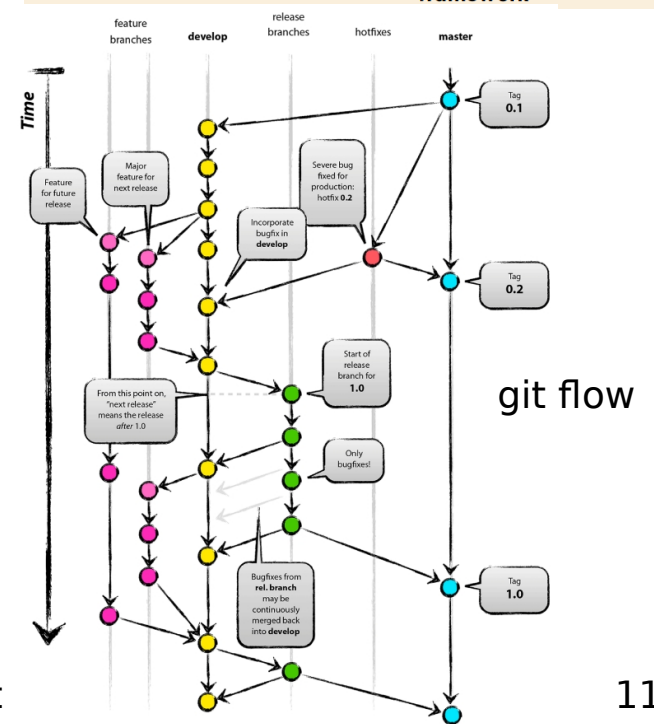 feature
branches
develop
release
branches
hotfixes
master
Time
Tag
0.1
Major
feature for
next release
Severe bug
fixed for
production:
hotfix 0.2
Feature
for future
release
Incorporate
bugfix in
develop
Tag
0.2
Start of
release
branch for
1.0
From this point on,
"next release"
means the release
after 1.0
git flow
Only
bugfixes!
Bugfixes from
rel. branch
may be
continuously
merged back
into develop
Tag
1.0
11